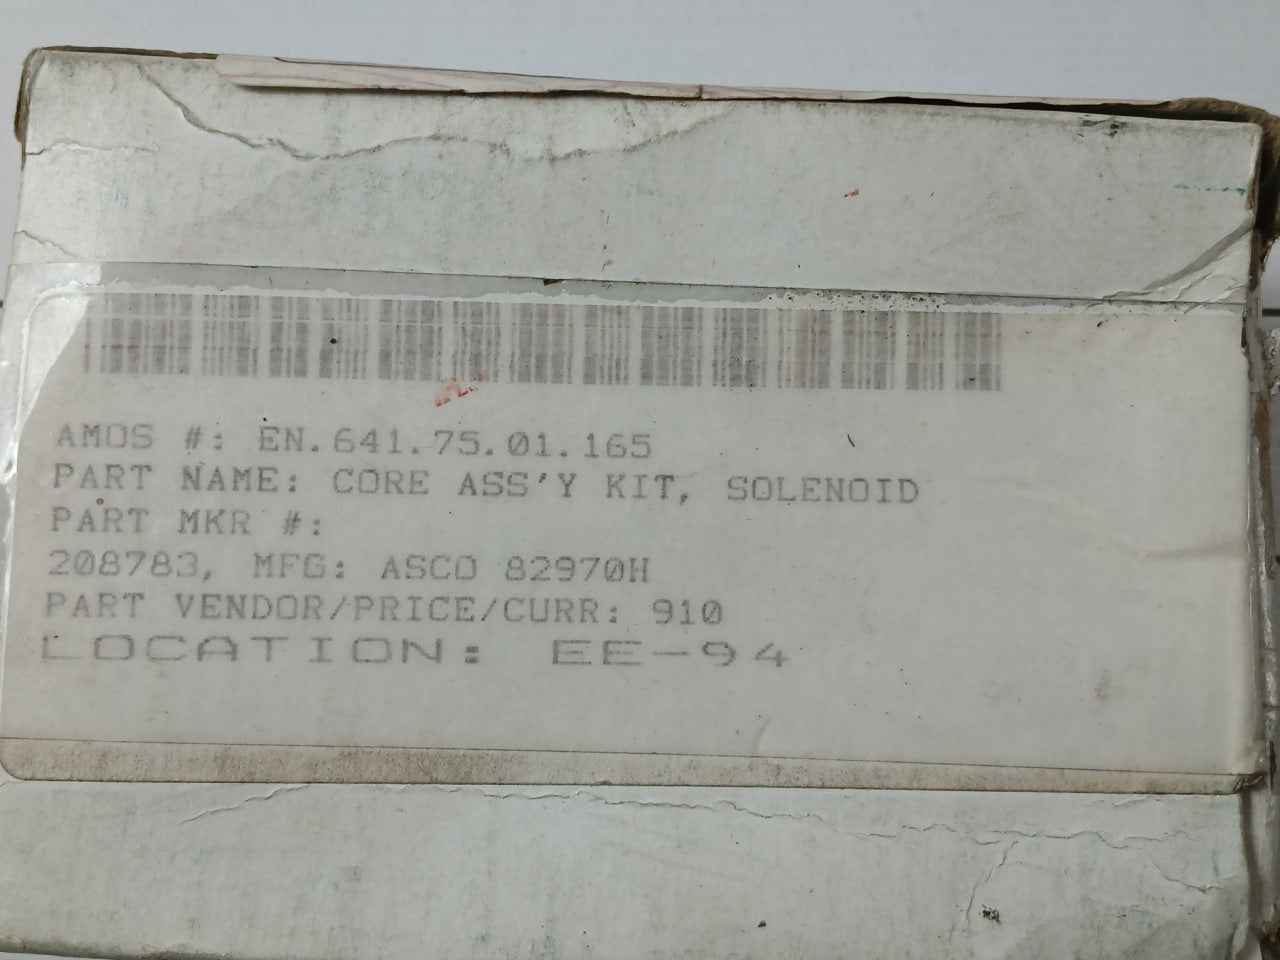 AMOS #: EN.641.75.01.165
PART NAME: CORE ASS'Y KIT, SOLENOID
PART MKR #:
208783, MFG: ASCO 82970H
PART VENDOR/PRICE/CURR: 910
LOCATION: EE-94